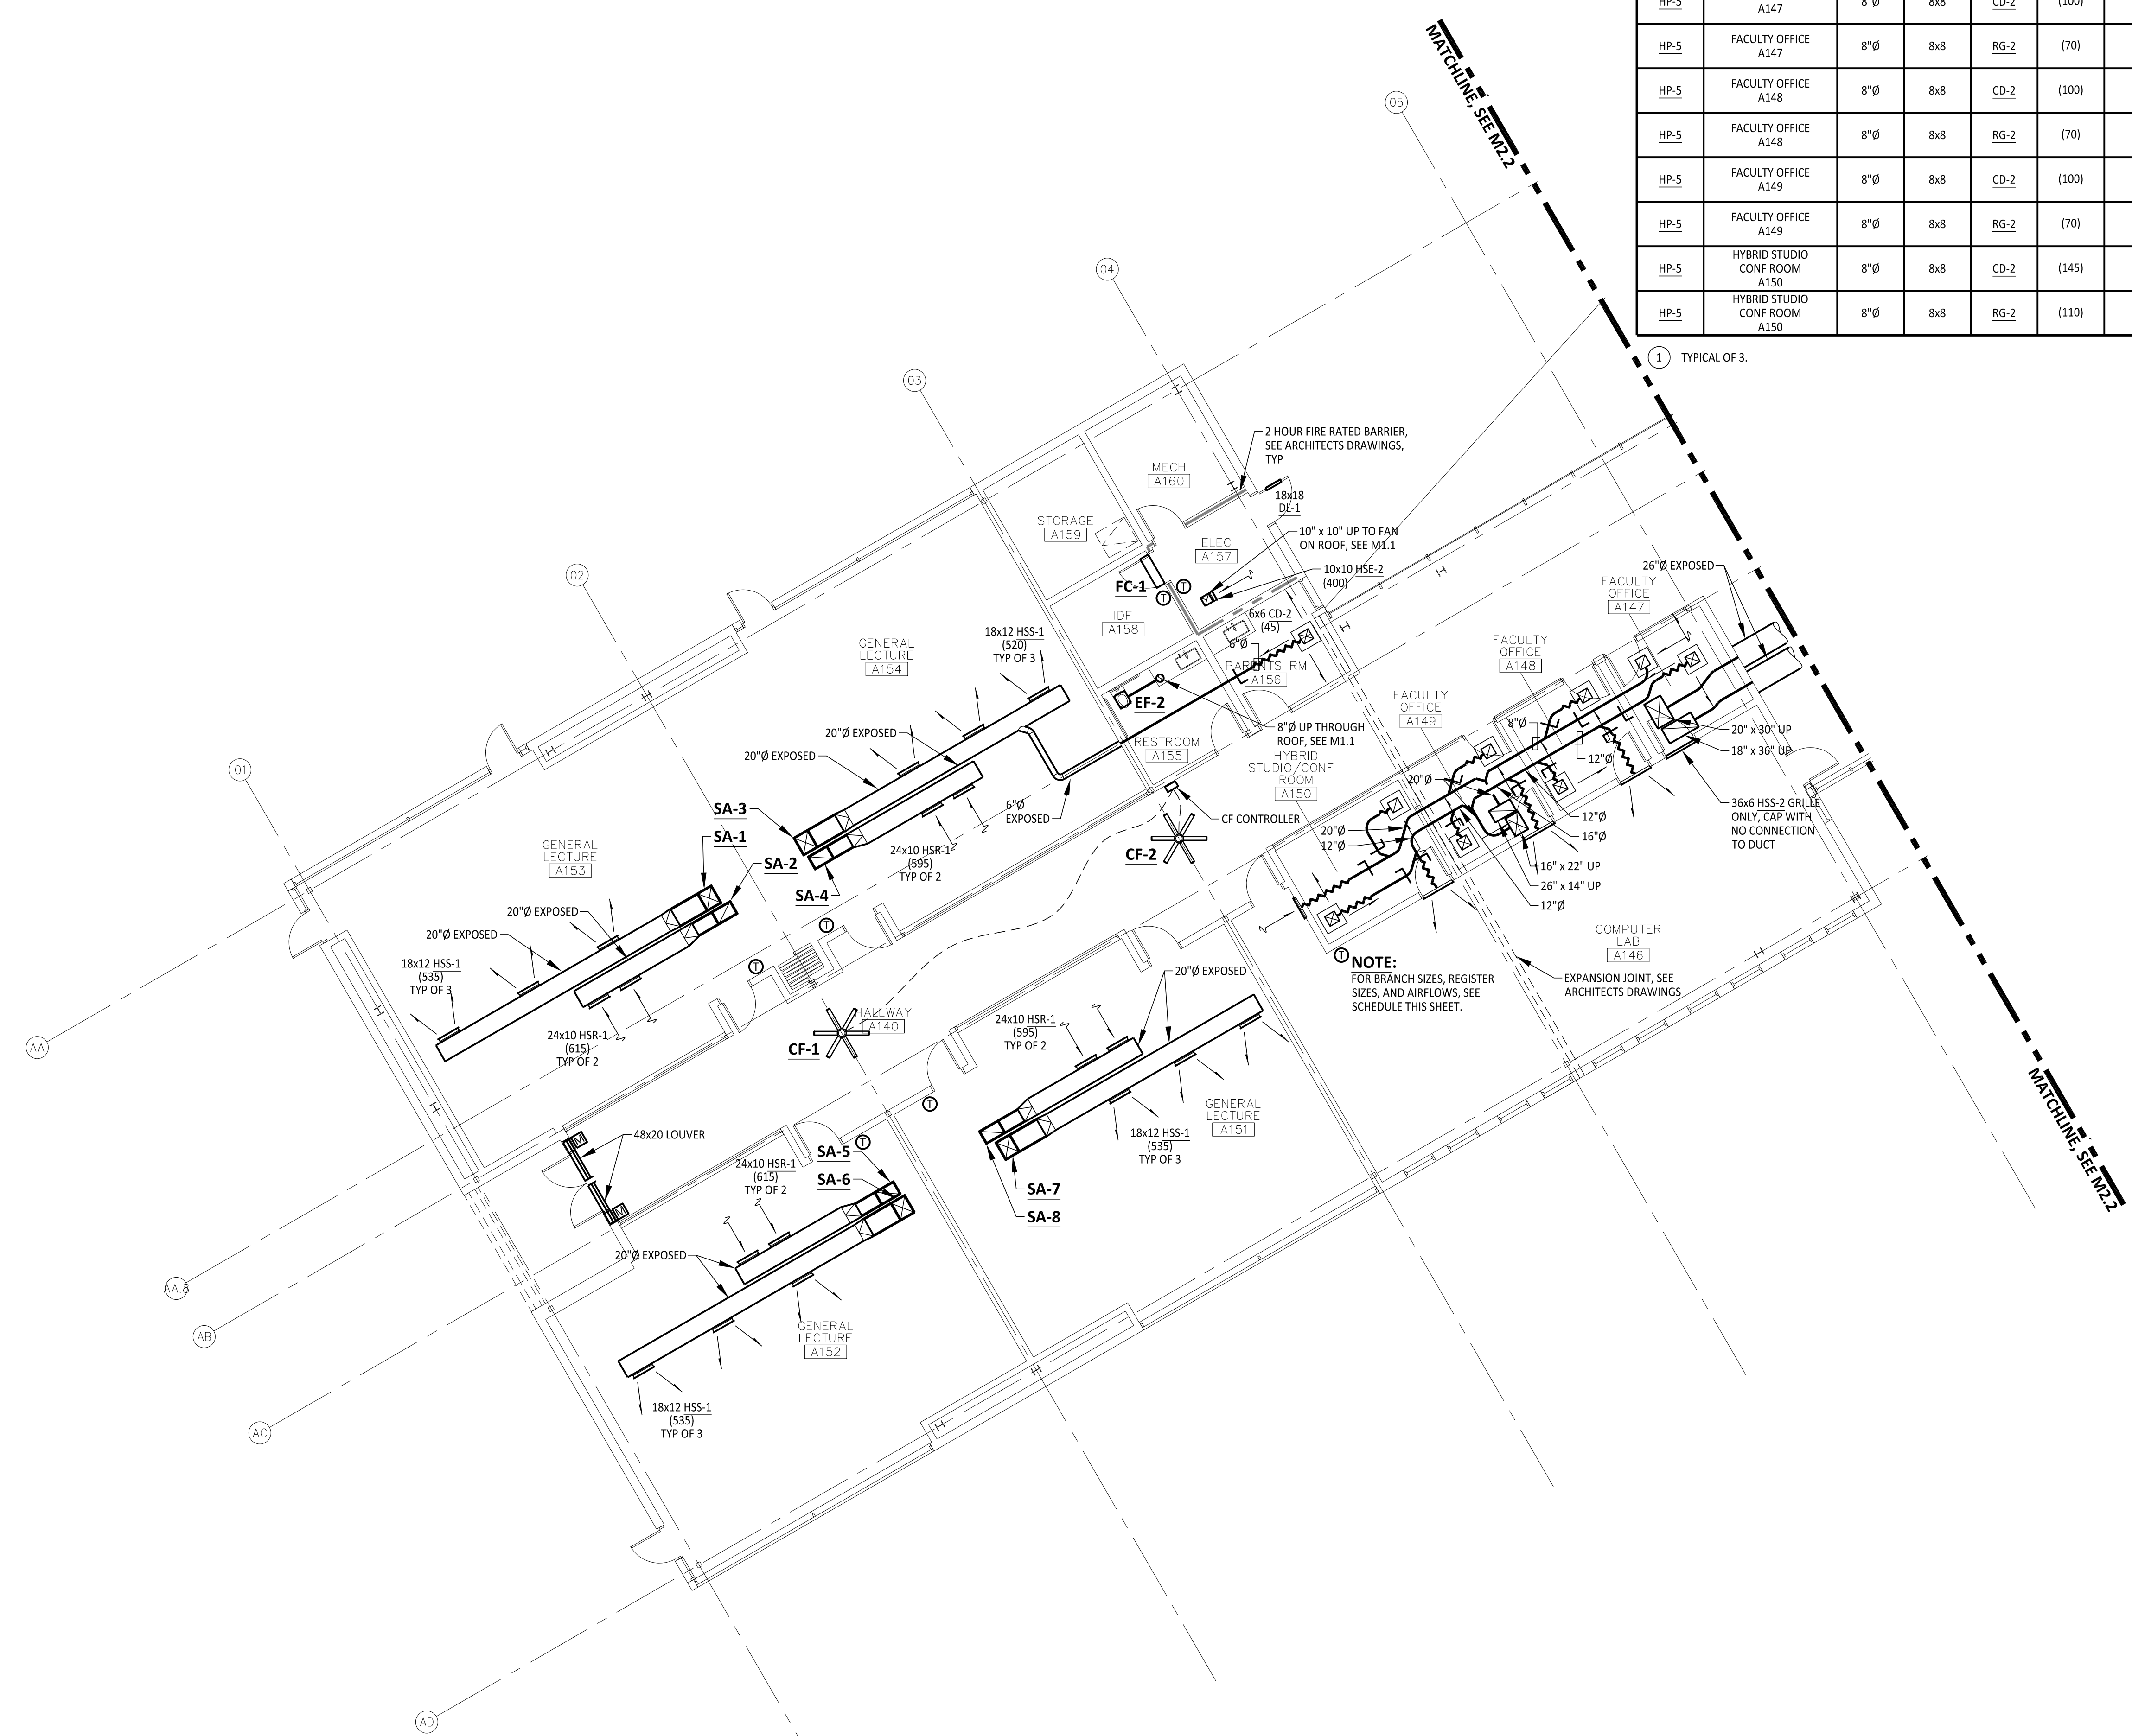 HP-5
A147
8"Ø
8x8
CD-2
(100)
HP-5
FACULTY OFFICE
A147
8"Ø
8x8
RG-2
(70)
HP-5
FACULTY OFFICE
A148
8"Ø
8x8
CD-2
(100)
HP-5
FACULTY OFFICE
A148
8"Ø
8x8
RG-2
(70)
HP-5
FACULTY OFFICE
A149
8"Ø
8x8
CD-2
(100)
HP-5
FACULTY OFFICE
A149
8"Ø
8x8
RG-2
(70)
HP-5
HYBRID STUDIO
CONF ROOM
A150
8"Ø
8x8
CD-2
(145)
HP-5
HYBRID STUDIO
CONF ROOM
A150
8"Ø
8x8
RG-2
(110)
1 TYPICAL OF 3.
MATCHLINE, SEE M2.2
05
04
03
02
01
2 HOUR FIRE RATED BARRIER,
SEE ARCHITECTS DRAWINGS,
TYP
MECH
A160
18x18
DL-1
STORAGE
A159
10" x 10" UP TO FAN
ON ROOF, SEE M1.1
ELEC
A157
10x10 HSE-2
(400)
FC-1
T
T
IDF
A158
6x6 CD-2
(45)
6"Ø
PARENTS RM
A156
EF-2
8"Ø UP THROUGH
ROOF, SEE M1.1
RESTROOM
A155
26"Ø EXPOSED
FACULTY
OFFICE
A147
FACULTY
OFFICE
A148
FACULTY
OFFICE
A149
HYBRID
STUDIO/CONF
ROOM
A150
8"Ø
12"Ø
20"Ø
20"Ø
12"Ø
20" x 30" UP
18" x 36" UP
36x6 HSS-2 GRILLE
ONLY, CAP WITH
NO CONNECTION
TO DUCT
12"Ø
16"Ø
16" x 22" UP
26" x 14" UP
12"Ø
GENERAL
LECTURE
A154
18x12 HSS-1
(520)
TYP OF 3
20"Ø EXPOSED
20"Ø EXPOSED
SA-3
SA-4
24x10 HSR-1
(595)
TYP OF 2
6"Ø
EXPOSED
CF CONTROLLER
CF-2
SA-1
SA-2
GENERAL
LECTURE
A153
20"Ø EXPOSED
20"Ø EXPOSED
18x12 HSS-1
(535)
TYP OF 3
24x10 HSR-1
(615)
TYP OF 2
T
T
HALLWAY
A140
CF-1
COMPUTER
LAB
A146
T
NOTE:
FOR BRANCH SIZES, REGISTER
SIZES, AND AIRFLOWS, SEE
SCHEDULE THIS SHEET.
EXPANSION JOINT, SEE
ARCHITECTS DRAWINGS
20"Ø EXPOSED
24x10 HSR-1
(595)
TYP OF 2
GENERAL
LECTURE
A151
18x12 HSS-1
(535)
TYP OF 3
SA-7
SA-8
T
T
48x20 LOUVER
M
M
24x10 HSR-1
(615)
TYP OF 2
SA-5
SA-6
20"Ø EXPOSED
GENERAL
LECTURE
A152
18x12 HSS-1
(535)
TYP OF 3
MATCHLINE, SEE M2.2
AA
AA.8
AB
AC
AD